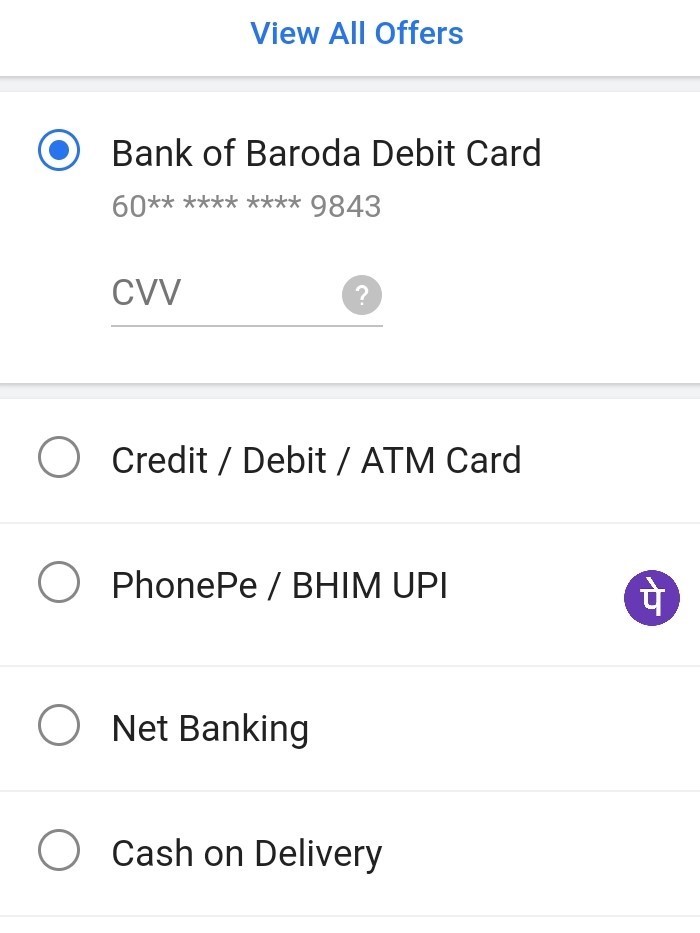 View All Offers
Bank of Baroda Debit Card
60** **** **** 9843
CVV ?
Credit / Debit / ATM Card
PhonePe / BHIM UPI
पे
Net Banking
Cash on Delivery